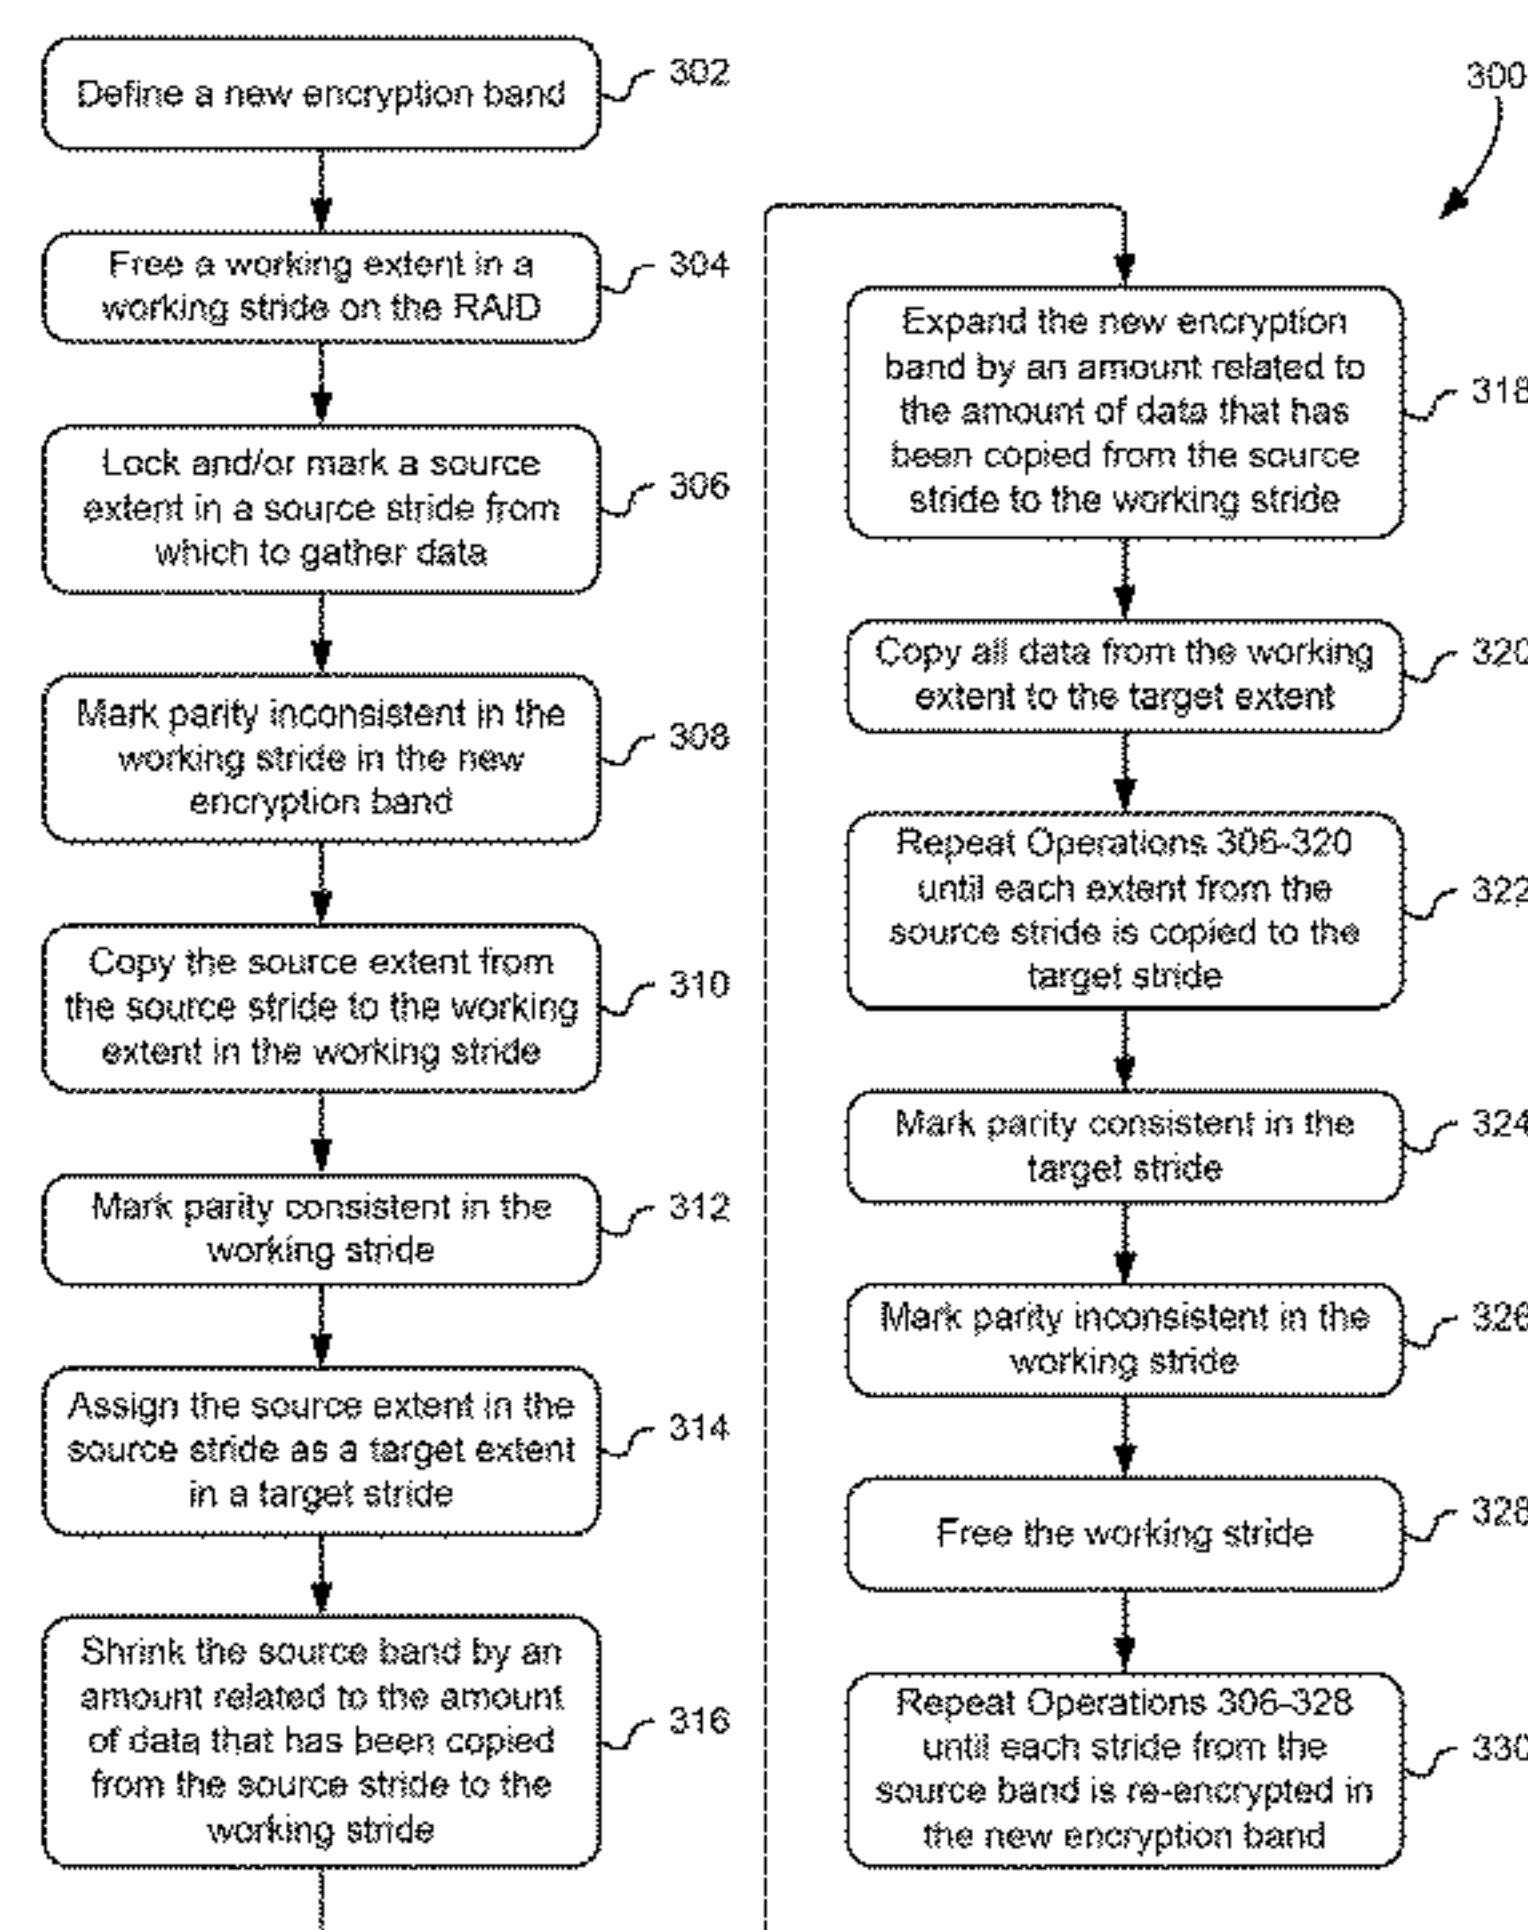 Define a new encryption band
302
Free a working extent in a
working stride on the RAID
304
Lock and/or mark a source
extent in a source stride from
which to gather data
306
Mark parity inconsistent in the
working stride in the new
encryption band
308
Copy the source extent from
the source stride to the working
extent in the working stride
310
Mark parity consistent in the
working stride
312
Assign the source extent in the
source stride as a target extent
in a target stride
314
Shrink the source band by an
amount related to the amount
of data that has been copied
from the source stride to the
working stride
316
300
Expand the new encryption
band by an amount related to
the amount of data that has
been copied from the source
stride to the working stride
318
Copy all data from the working
extent to the target extent
320
Repeat Operations 306-320
until each extent from the
source stride is copied to the
target stride
322
Mark parity consistent in the
target stride
324
Mark parity inconsistent in the
working stride
326
Free the working stride
328
Repeat Operations 306-328
until each stride from the
source band is re-encrypted in
the new encryption band
330